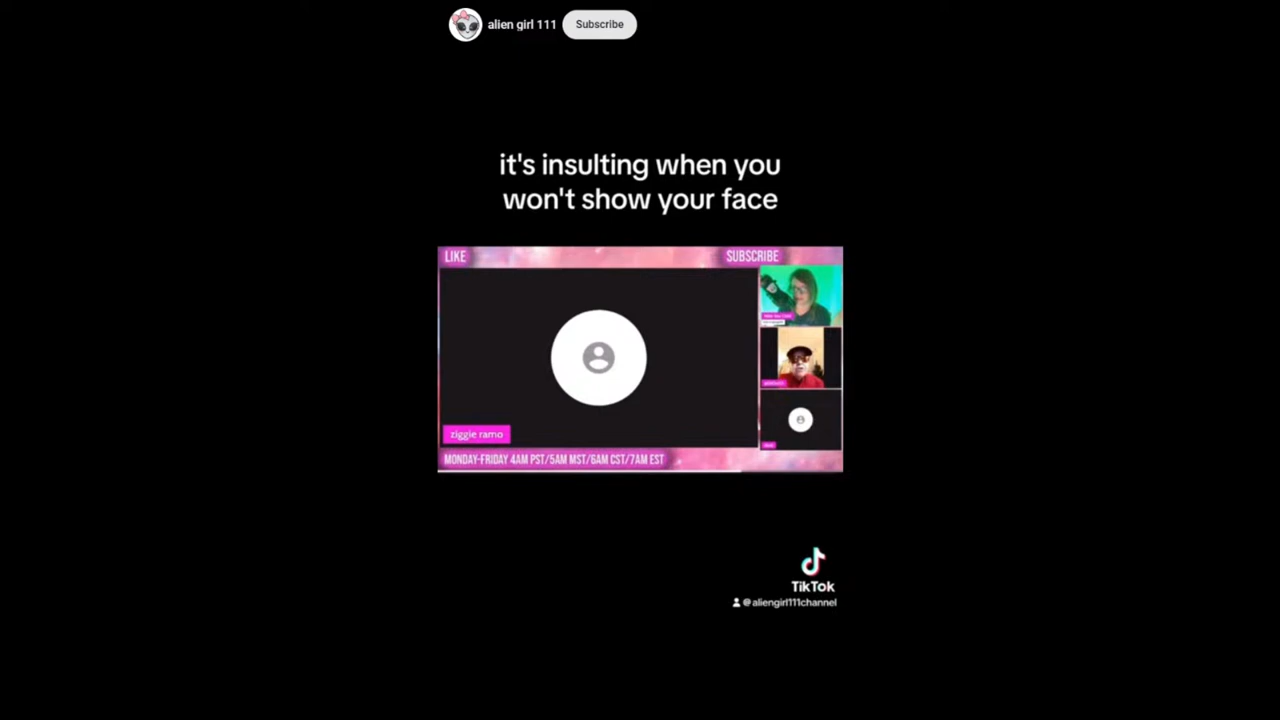 alien girl 111
Subscribe
it's insulting when you
won't show your face
LIKE
SUBSCRIBE
ziggie ramo
MONDAY-FRIDAY 4AM PST/5AM MST/6AM CST/7AM EST
TikTok
@aliengirl111channel